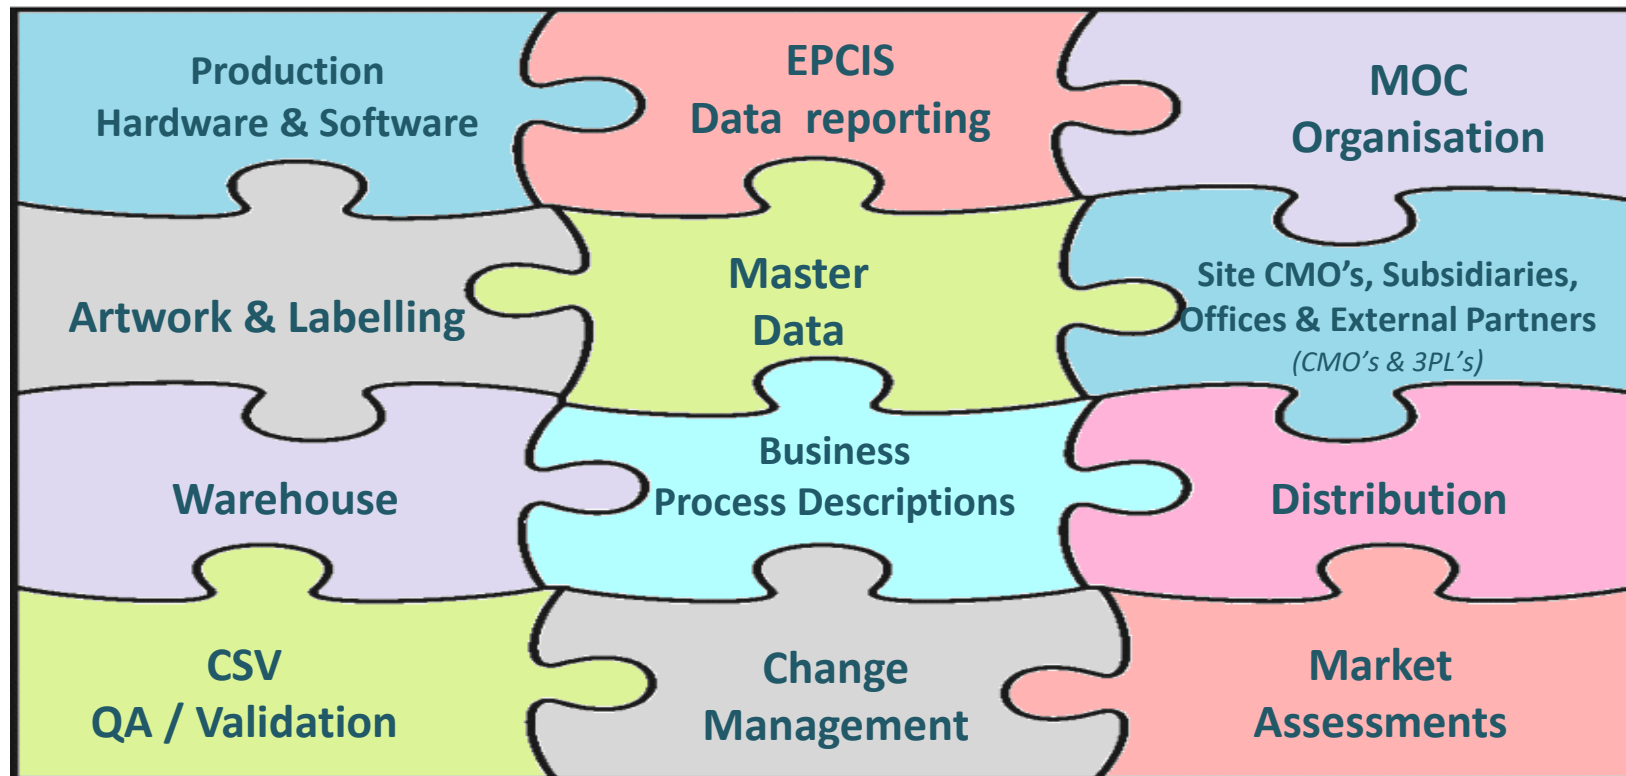 Production
Hardware & Software
EPCIS
Data reporting
MOC
Organisation
Artwork & Labelling
Master
Data
Site CMO’s, Subsidiaries,
Offices & External Partners
(CMO’s & 3PL’s)
Warehouse
Business
Process Descriptions
Distribution
CSV
QA / Validation
Change
Management
Market
Assessments